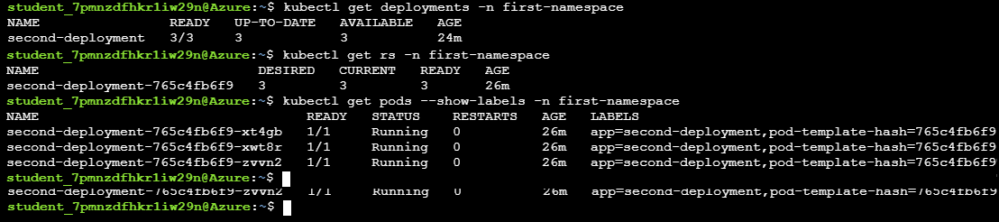 student_7pmnzdfhkr1iw29n@Azure:~$ kubectl get deployments -n first-namespace
NAME READY UP-TO-DATE AVAILABLE AGE
second-deployment 3/3 3 3 24m
student_7pmnzdfhkr1iw29n@Azure:~$ kubectl get rs -n first-namespace
NAME DESIRED CURRENT READY AGE
second-deployment-765c4fb6f9 3 3 3 26m
student_7pmnzdfhkr1iw29n@Azure:~$ kubectl get pods --show-labels -n first-namespace
NAME READY STATUS RESTARTS AGE LABELS
second-deployment-765c4fb6f9-xt4gb 1/1 Running 0 26m app=second-deployment,pod-template-hash=765c4fb6f9
second-deployment-765c4fb6f9-xwt8r 1/1 Running 0 26m app=second-deployment,pod-template-hash=765c4fb6f9
second-deployment-765c4fb6f9-zvvn2 1/1 Running 0 26m app=second-deployment,pod-template-hash=765c4fb6f9
student_7pmnzdfhkr1iw29n@Azure:~$
second-deployment-765c4fb6f9-zvvn2 1/1 Running 0 26m app=second-deployment,pod-template-hash=765c4fb6f9
student_7pmnzdfhkr1iw29n@Azure:~$